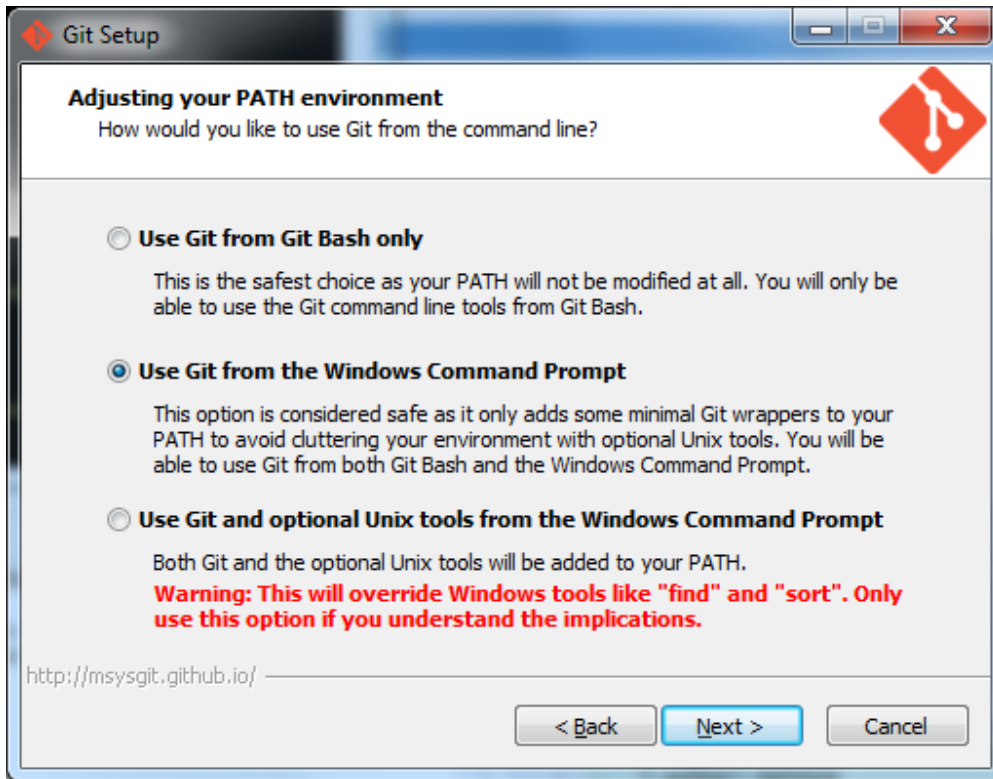 Git Setup
Adjusting your PATH environment
How would you like to use Git from the command line?
Use Git from Git Bash only
This is the safest choice as your PATH will not be modified at all. You will only be
able to use the Git command line tools from Git Bash.
Use Git from the Windows Command Prompt
This option is considered safe as it only adds some minimal Git wrappers to your
PATH to avoid cluttering your environment with optional Unix tools. You will be
able to use Git from both Git Bash and the Windows Command Prompt.
Use Git and optional Unix tools from the Windows Command Prompt
Both Git and the optional Unix tools will be added to your PATH.
Warning: This will override Windows tools like "find" and "sort". Only
use this option if you understand the implications.
http://msysgit.github.io/
< Back Next > Cancel